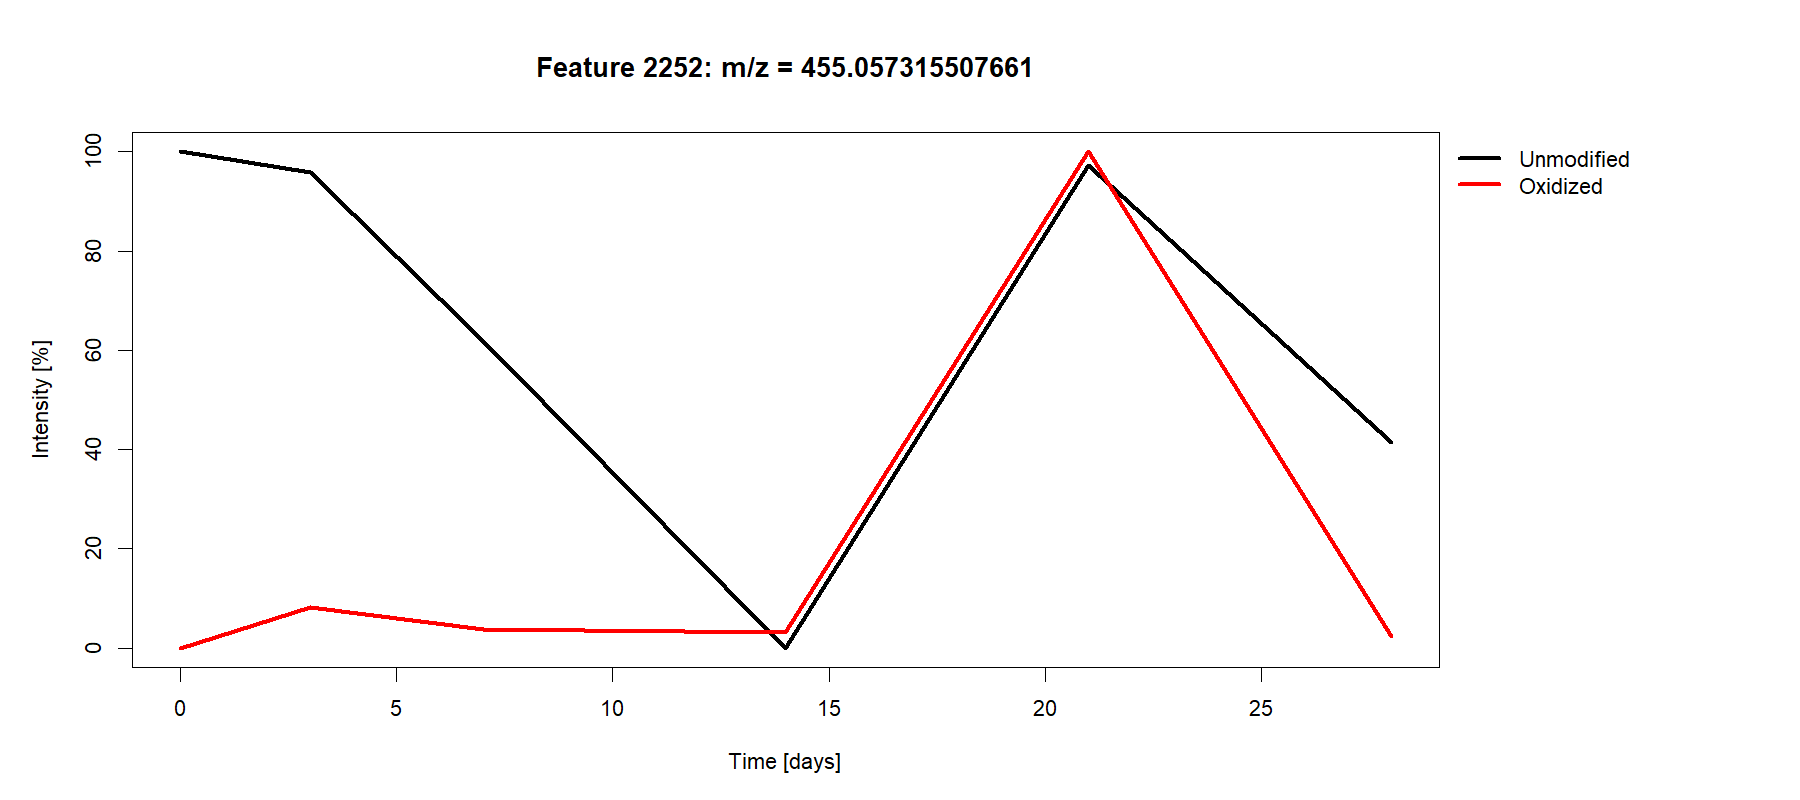 Feature 2252: m/z = 455.057315507661
Unmodified
Oxidized
Intensity [%]
100
80
60
40
20
0
0 5 10 15 20 25
Time [days]